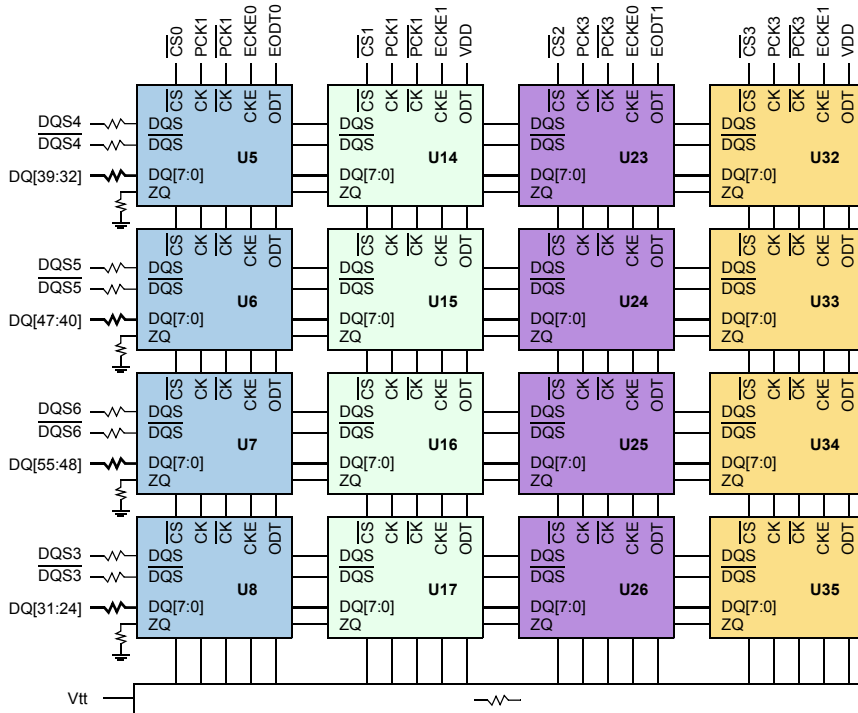 CS0 PCK1 PCK1 ECKE0 EODT0 CS1 PCK1 PCK1 ECKE1 VDD CS2 PCK3 PCK3 ECKE0 EODT1 CS3 PCK3 PCK3 ECKE1 VDD
CS CK CK CKE ODT CS CK CK CKE ODT CS CK CK CKE ODT CS CK CK CKE ODT
DQS4 DQS DQS DQS DQS
DQS4 DQS DQS DQS DQS
U5 U14 U23 U32
DQ[39:32] DQ[7:0] DQ[7:0] DQ[7:0] DQ[7:0]
ZQ ZQ ZQ ZQ
CS CK CK CKE ODT CS CK CK CKE ODT CS CK CK CKE ODT CS CK CK CKE ODT
DQS5 DQS DQS DQS DQS
DQS5 DQS DQS DQS DQS
U6 U15 U24 U33
DQ[47:40] DQ[7:0] DQ[7:0] DQ[7:0] DQ[7:0]
ZQ ZQ ZQ ZQ
CS CK CK CKE ODT CS CK CK CKE ODT CS CK CK CKE ODT CS CK CK CKE ODT
DQS6 DQS DQS DQS DQS
DQS6 DQS DQS DQS DQS
U7 U16 U25 U34
DQ[55:48] DQ[7:0] DQ[7:0] DQ[7:0] DQ[7:0]
ZQ ZQ ZQ ZQ
CS CK CK CKE ODT CS CK CK CKE ODT CS CK CK CKE ODT CS CK CK CKE ODT
DQS3 DQS DQS DQS DQS
DQS3 DQS DQS DQS DQS
U8 U17 U26 U35
DQ[31:24] DQ[7:0] DQ[7:0] DQ[7:0] DQ[7:0]
ZQ ZQ ZQ ZQ
Vtt